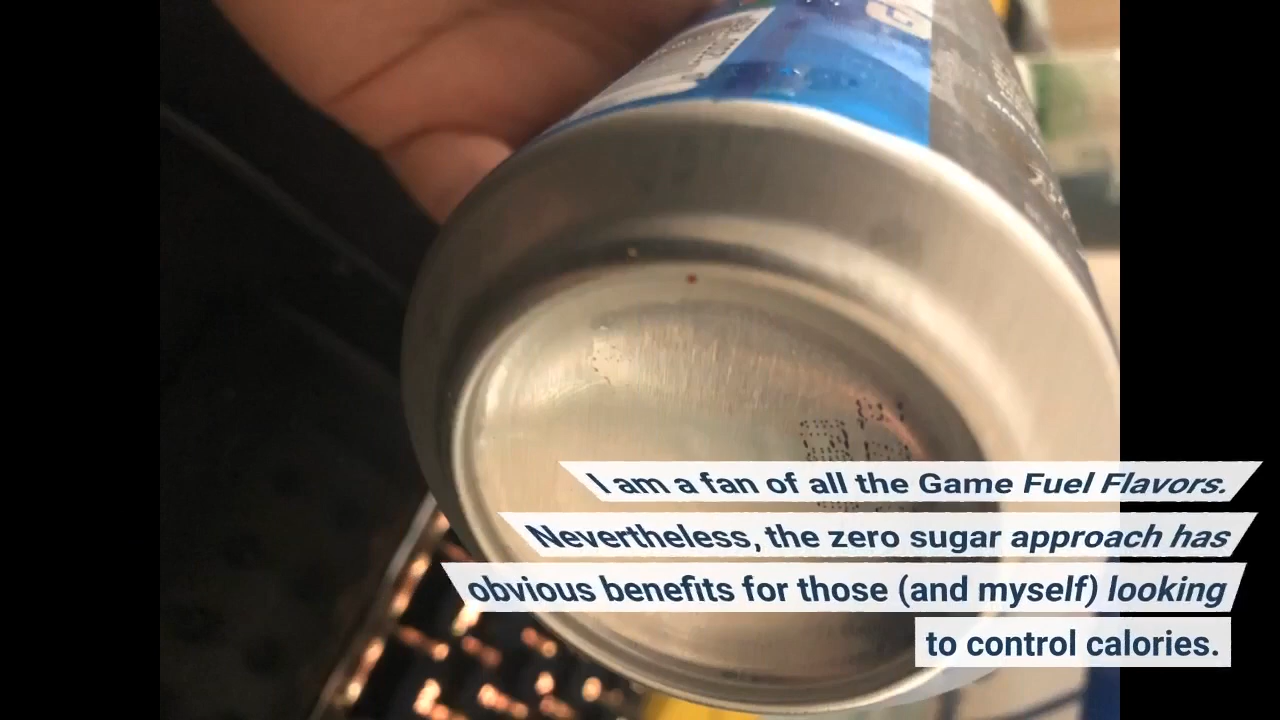 I am a fan of all the Game Fuel Flavors.
Nevertheless, the zero sugar approach has
obvious benefits for those (and myself) looking
to control calories.